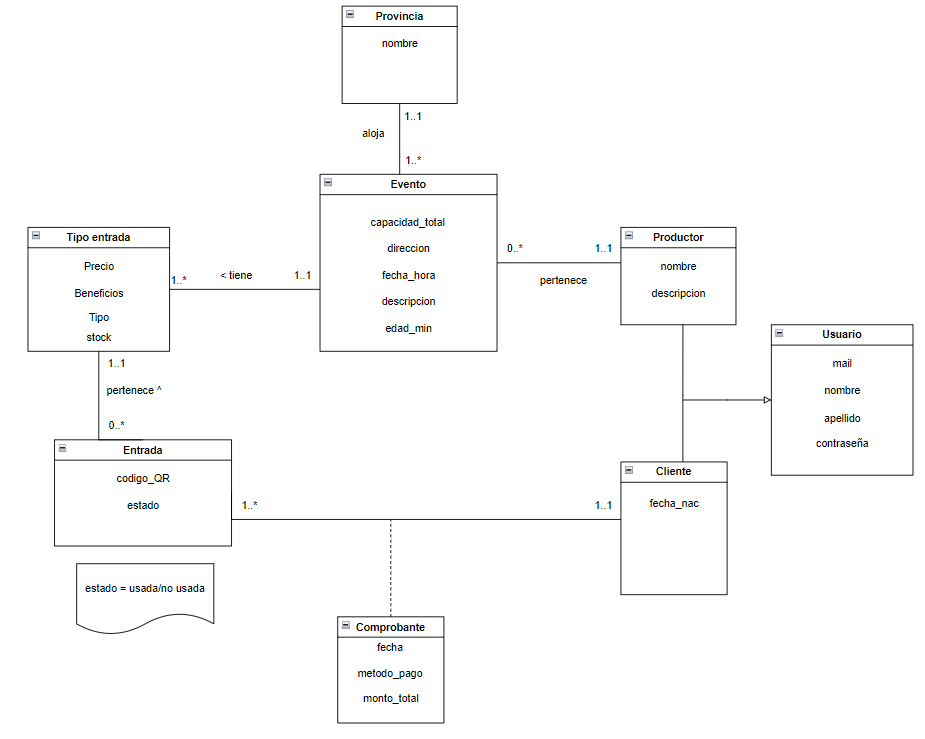 Provincia
nombre
1..1
aloja
1..*
Evento
capacidad_total
direccion
fecha_hora
descripcion
edad_min
Tipo entrada
Precio
Beneficios
Tipo
stock
1..*
< tiene
1..1
0..*
1..1
pertenece
Productor
nombre
descripcion
Usuario
mail
nombre
apellido
contraseña
1..1
pertenece ^
0..*
Entrada
codigo_QR
estado
1..*
1..1
Cliente
fecha_nac
estado = usada/no usada
Comprobante
fecha
metodo_pago
monto_total